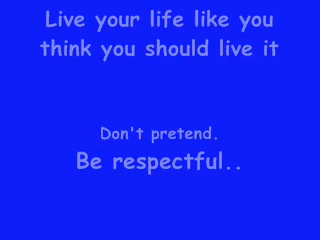 Live your life like you
think you should live it
Don't pretend.
Be respectful..